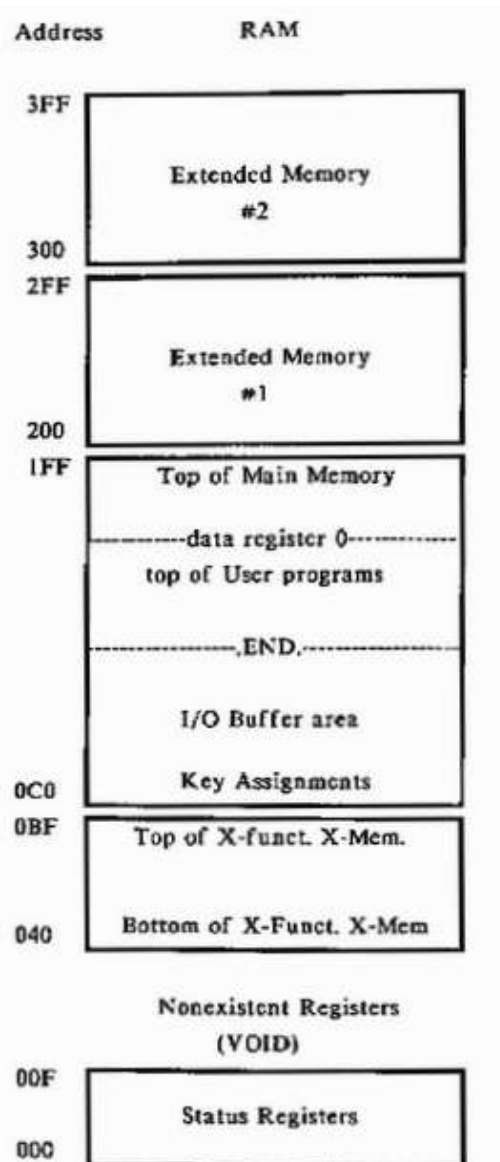 Address RAM
3FF
Extended Memory
#2
300
2FF
Extended Memory
#1
200
1FF
Top of Main Memory
data register 0
top of User programs
.END.
I/O Buffer area
Key Assignments
0C0
0BF
Top of X-funct. X-Mem.
040
Bottom of X-Funct. X-Mem
Nonexistent Registers
(VOID)
00F
Status Registers
000